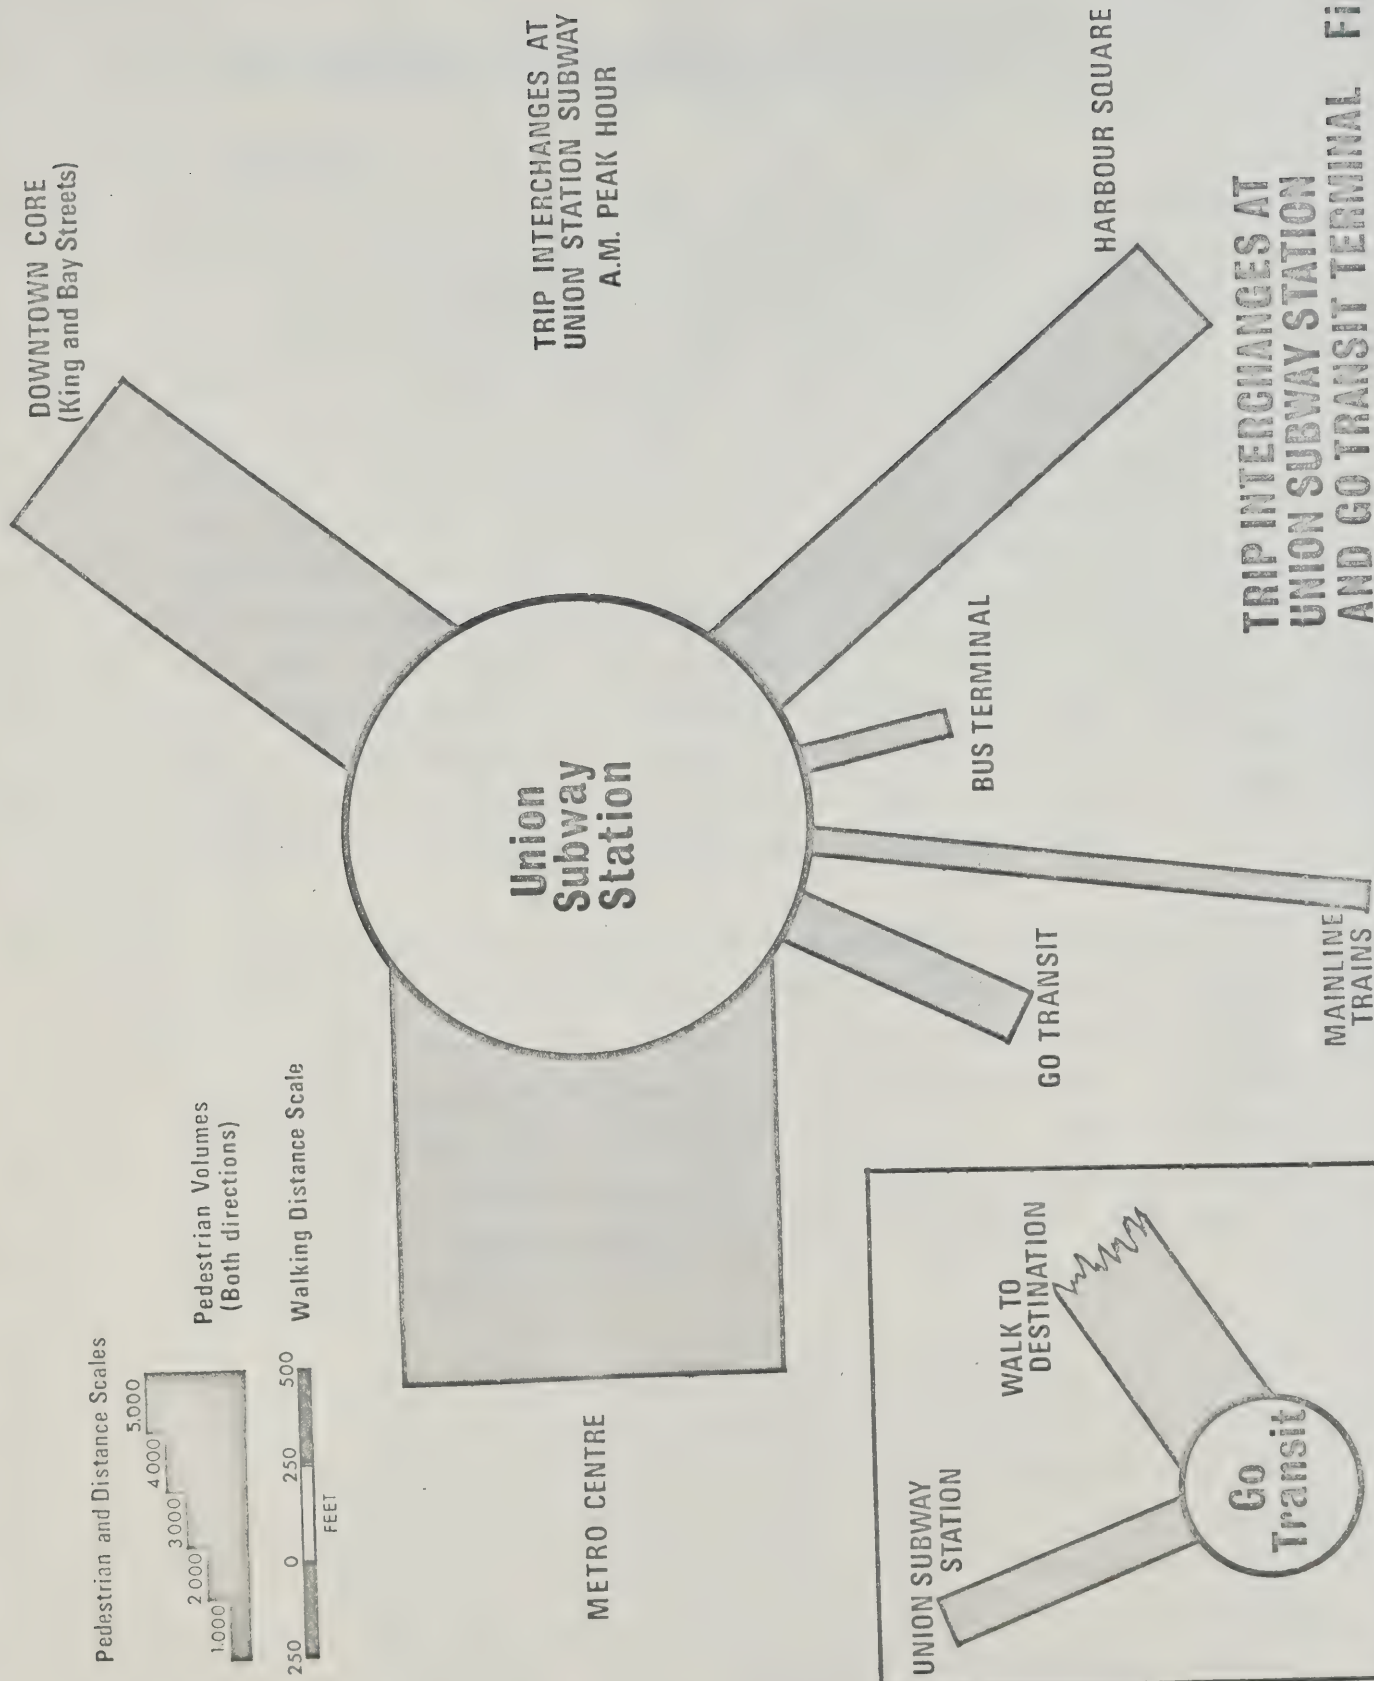 Pedestrian and Distance Scales
1.000
2 000
3 000
4 000
5.000
Pedestrian Volumes
(Both directions)
250
0
250
500
FEET
Walking Distance Scale
DOWNTOWN CORE
(King and Bay Streets)
TRIP INTERCHANGES AT
UNION STATION SUBWAY
A.M. PEAK HOUR
METRO CENTRE
Union
Subway
Station
HARBOUR SQUARE
BUS TERMINAL
GO TRANSIT
MAINLINE
TRAINS
UNION SUBWAY
STATION
WALK TO
DESTINATION
Go
Transit
TRIP INTERCHANGES AT
UNION SUBWAY STATION
AND GO TRANSIT TERMINAL